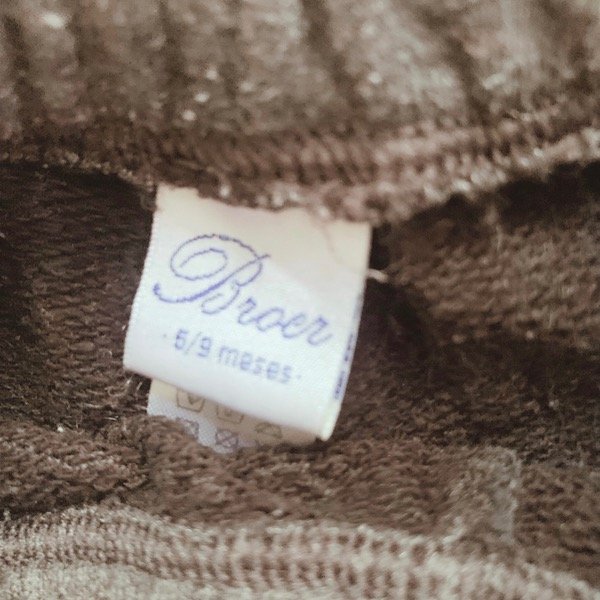 Broer
· 6/9 meses ·